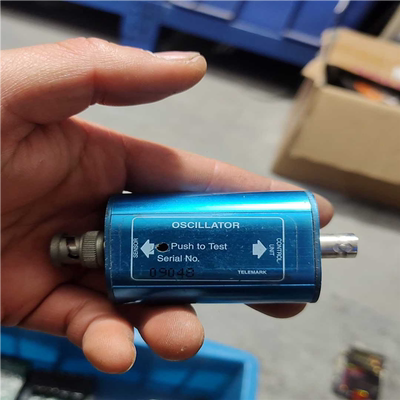 OSCILLATOR
SENSOR
Push to Test
CONTROL
UNIT
Serial No.
09048
TELEMARK